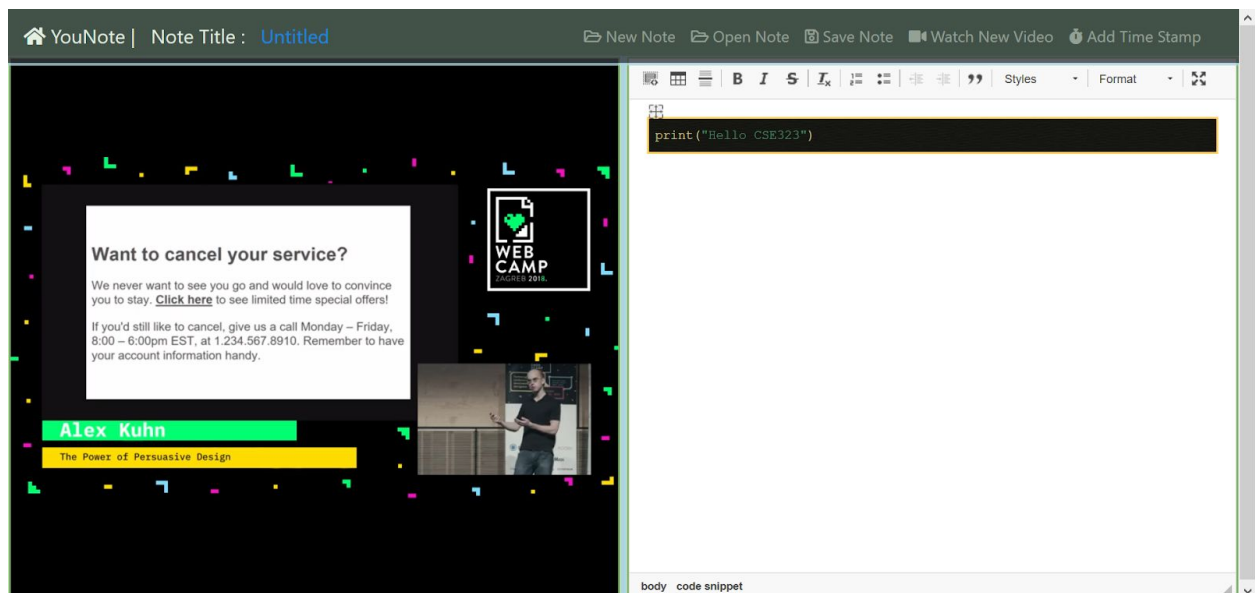 YouNote | Note Title : Untitled
New Note Open Note Save Note Watch New Video Add Time Stamp
B I S Ix Styles Format
print("Hello CSE323")
WEB
CAMP
ZAGREB 2018.
Want to cancel your service?
We never want to see you go and would love to convince
you to stay. Click here to see limited time special offers!
If you'd still like to cancel, give us a call Monday – Friday,
8:00 – 6:00pm EST, at 1.234.567.8910. Remember to have
your account information handy.
Alex Kuhn
The Power of Persuasive Design
body code snippet